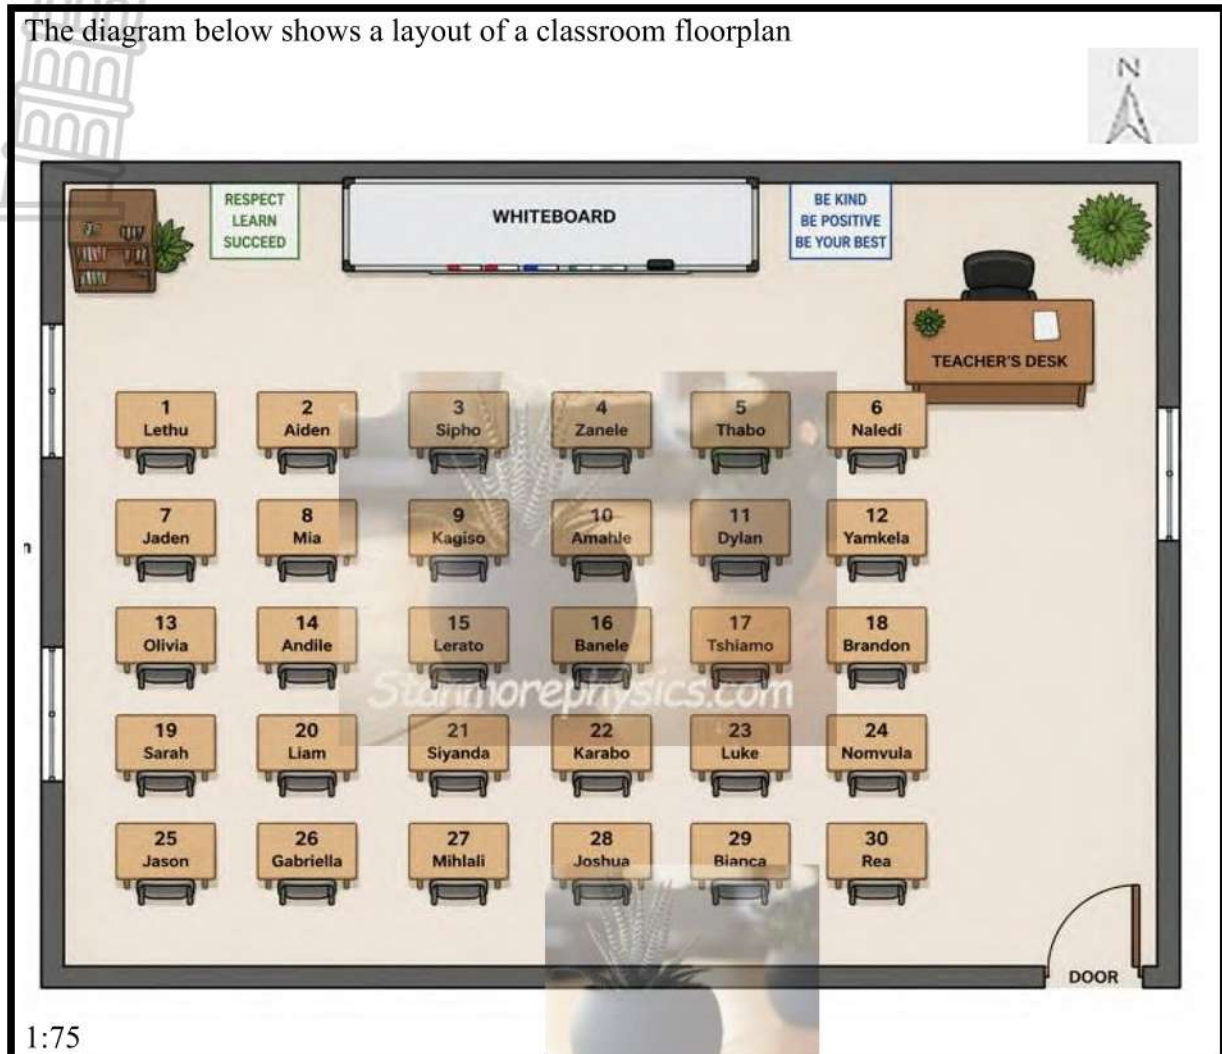 The diagram below shows a layout of a classroom floorplan
N
RESPECT
LEARN
SUCCEED
WHITEBOARD
BE KIND
BE POSITIVE
BE YOUR BEST
TEACHER'S DESK
1
Lethu
2
Aiden
3
Sipho
4
Zanele
5
Thabo
6
Naledi
7
Jaden
8
Mia
9
Kagiso
10
Amahle
11
Dylan
12
Yamkela
n
13
Olivia
14
Andile
15
Lerato
16
Banele
17
Tshiamo
18
Brandon
Stanmorephysics.com
19
Sarah
20
Liam
21
Siyanda
22
Karabo
23
Luke
24
Nomvula
25
Jason
26
Gabriella
27
Mihlali
28
Joshua
29
Bianca
30
Rea
DOOR
1:75